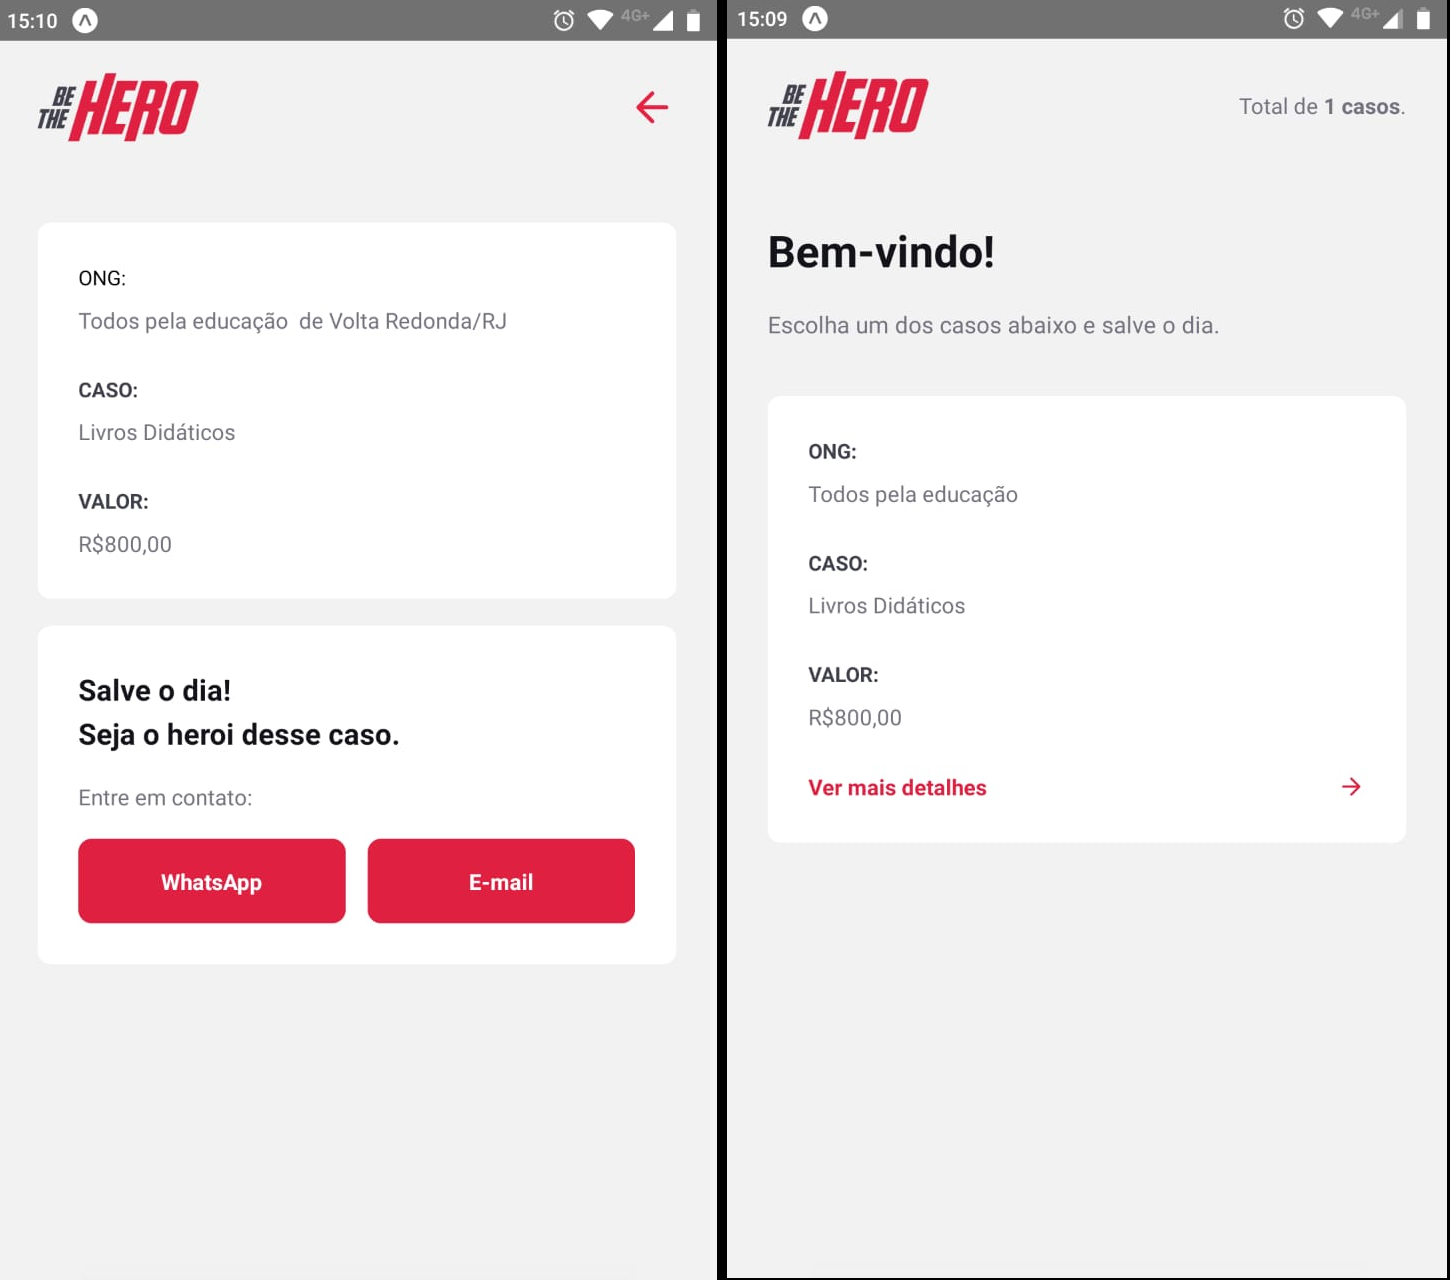 15:10
4G+
BE
THE HERO
ONG:
Todos pela educação  de Volta Redonda/RJ
CASO:
Livros Didáticos
VALOR:
R$800,00
Salve o dia!
Seja o heroi desse caso.
Entre em contato:
WhatsApp
E-mail
15:09
4G+
BE
THE HERO
Total de 1 casos.
Bem-vindo!
Escolha um dos casos abaixo e salve o dia.
ONG:
Todos pela educação
CASO:
Livros Didáticos
VALOR:
R$800,00
Ver mais detalhes